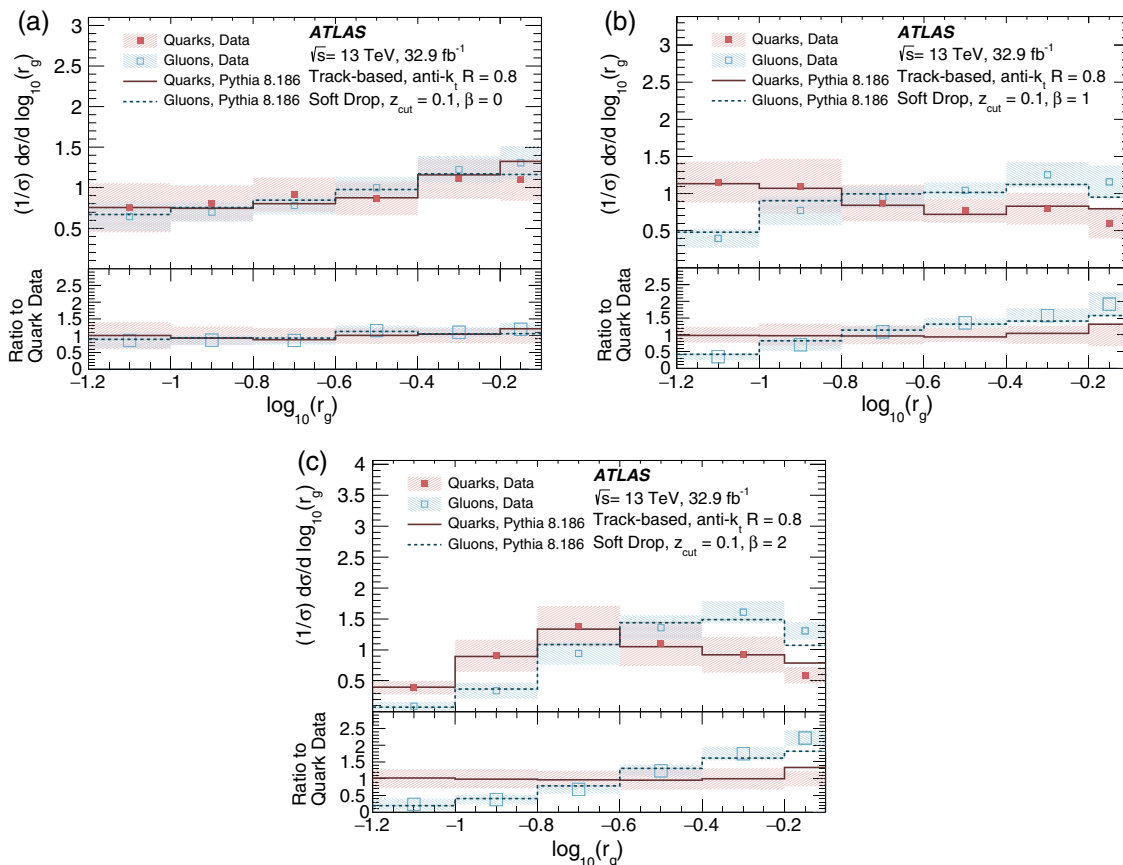 (a)
(1/σ) dσ/d log10(rg)
3
2.5
2
1.5
1
0.5
Quarks, Data
Gluons, Data
Quarks, Pythia 8.186
Gluons, Pythia 8.186
ATLAS
√s= 13 TeV, 32.9 fb-1
Track-based, anti-kt R = 0.8
Soft Drop, zcut = 0.1, β = 0
Ratio to
Quark Data
2.5
2
1.5
1
0.5
0
−1.2 −1 −0.8 −0.6 −0.4 −0.2
log10(rg)
(b)
(1/σ) dσ/d log10(rg)
3
2.5
2
1.5
1
0.5
Quarks, Data
Gluons, Data
Quarks, Pythia 8.186
Gluons, Pythia 8.186
ATLAS
√s= 13 TeV, 32.9 fb-1
Track-based, anti-kt R = 0.8
Soft Drop, zcut = 0.1, β = 1
Ratio to
Quark Data
2.5
2
1.5
1
0.5
0
−1.2 −1 −0.8 −0.6 −0.4 −0.2
log10(rg)
(c)
(1/σ) dσ/d log10(rg)
4
3.5
3
2.5
2
1.5
1
0.5
Quarks, Data
Gluons, Data
Quarks, Pythia 8.186
Gluons, Pythia 8.186
ATLAS
√s= 13 TeV, 32.9 fb-1
Track-based, anti-kt R = 0.8
Soft Drop, zcut = 0.1, β = 2
Ratio to
Quark Data
2.5
2
1.5
1
0.5
0
−1.2 −1 −0.8 −0.6 −0.4 −0.2
log10(rg)